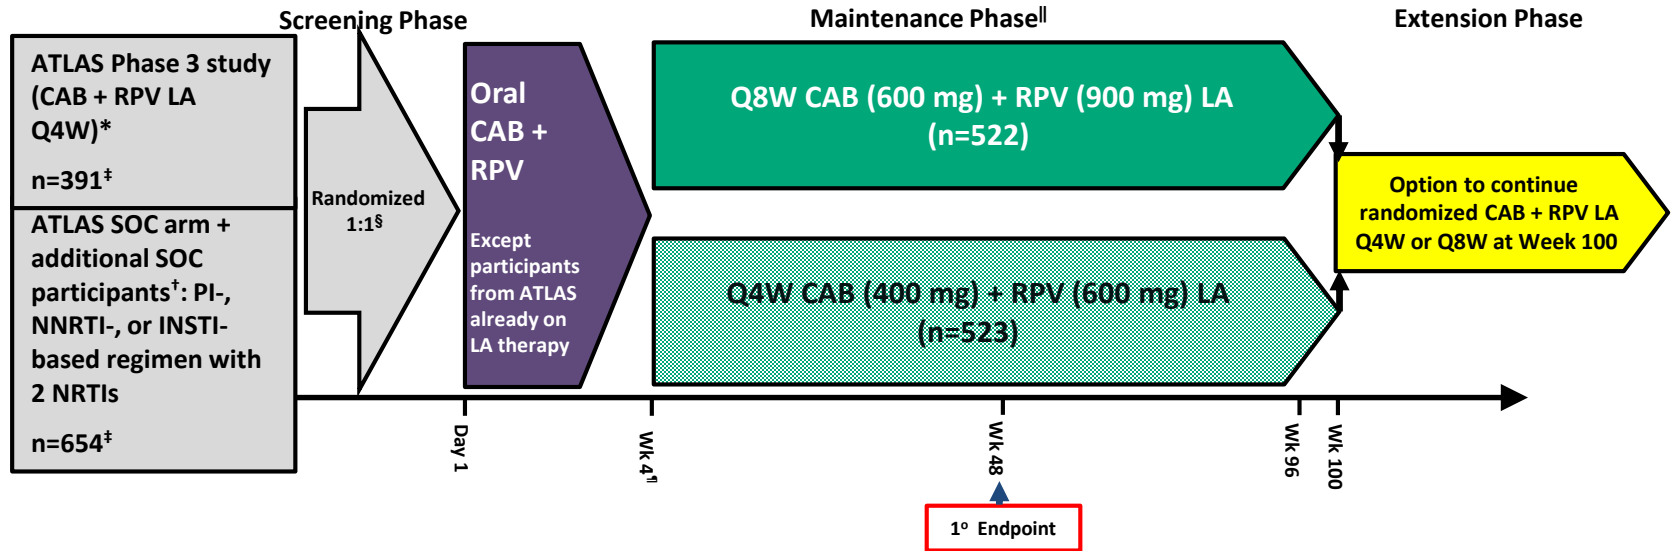 Screening Phase
Maintenance Phase‖
Extension Phase
ATLAS Phase 3 study
(CAB + RPV LA
Q4W)*
n=391‡
ATLAS SOC arm +
additional SOC
participants†: PI-,
NNRTI-, or INSTI-
based regimen with
2 NRTIs
n=654‡
Randomized
1:1§
Oral
CAB +
RPV
Except
participants
from ATLAS
already on
LA therapy
Q8W CAB (600 mg) + RPV (900 mg) LA
(n=522)
Q4W CAB (400 mg) + RPV (600 mg) LA
(n=523)
Option to continue
randomized CAB + RPV LA
Q4W or Q8W at Week 100
Day 1
Wk 4¶
Wk 48
Wk 96
Wk 100
1º Endpoint